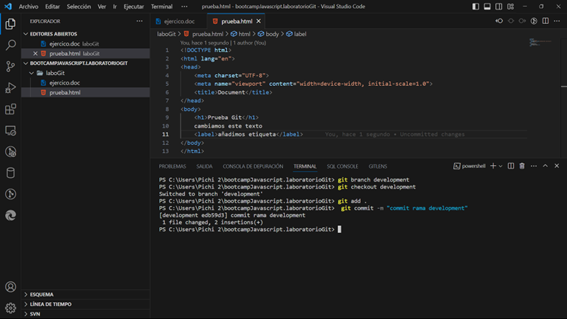 Archivo Editar Selección Ver Ir Ejecutar Terminal ··· prueba.html - bootcampJavascript.laboratorioGit - Visual Studio Code
EXPLORADOR
EDITORES ABIERTOS
ejercico.doc laboGit
prueba.html laboGit
BOOTCAMPJAVASCRIPT.LABORATORIOGIT
laboGit
ejercico.doc
prueba.html
ESQUEMA
LÍNEA DE TIEMPO
SVN
ejercico.doc prueba.html
laboGit > prueba.html > html > body > label
You, hace 1 segundo | 1 author (You)
1 <!DOCTYPE html>
2 <html lang="en">
3 <head>
4 <meta charset="UTF-8">
5 <meta name="viewport" content="width=device-width, initial-scale=1.0">
6 <title>Document</title>
7 </head>
8 <body>
9 <h1>Prueba Git</h1>
10 cambiamos este texto
11 <label>añadimos etiqueta</label> You, hace 1 segundo • Uncommitted changes
12 </body>
13 </html>
PROBLEMAS SALIDA CONSOLA DE DEPURACIÓN TERMINAL SQL CONSOLE GITLENS powershell
PS C:\Users\Pichi 2\bootcampJavascript.laboratorioGit> git branch development
PS C:\Users\Pichi 2\bootcampJavascript.laboratorioGit> git checkout development
Switched to branch 'development'
PS C:\Users\Pichi 2\bootcampJavascript.laboratorioGit> git add .
PS C:\Users\Pichi 2\bootcampJavascript.laboratorioGit> git commit -m "commit rama development"
[development edb59d3] commit rama development
1 file changed, 2 insertions(+)
PS C:\Users\Pichi 2\bootcampJavascript.laboratorioGit>